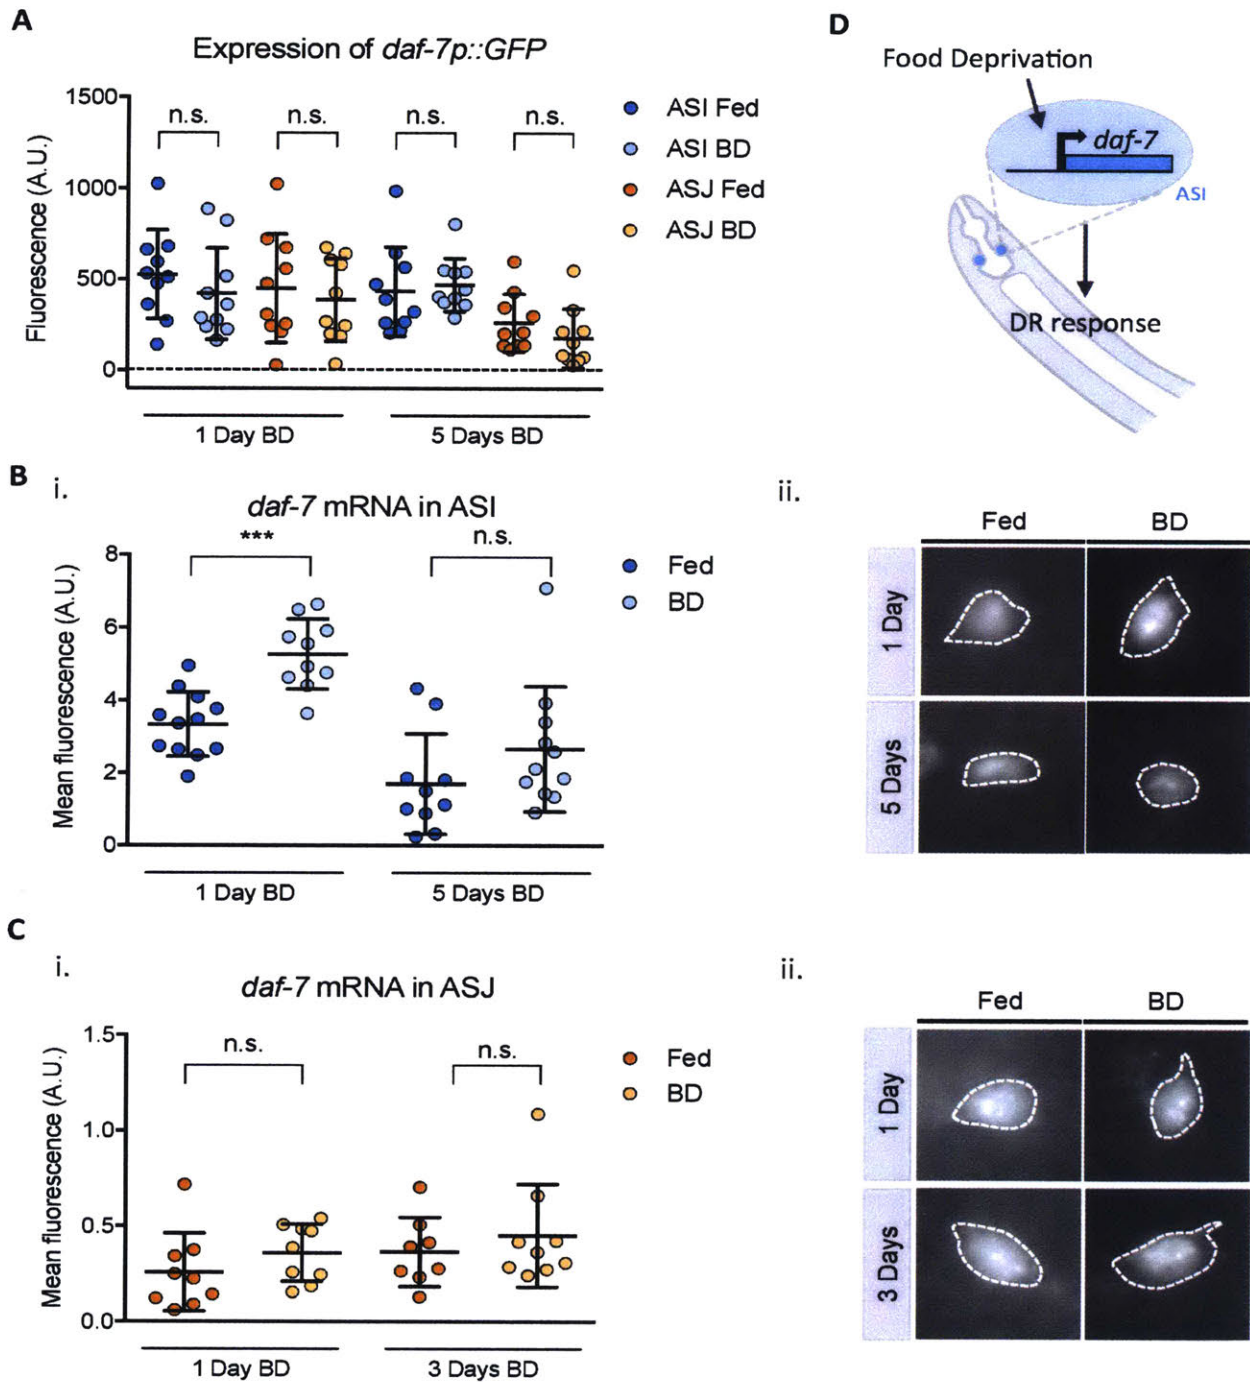 A
Expression of daf-7p::GFP
Fluorescence (A.U.)
1500
1000
500
0
n.s.
n.s.
n.s.
n.s.
1 Day BD
5 Days BD
ASI Fed
ASI BD
ASJ Fed
ASJ BD
D
Food Deprivation
daf-7
ASI
DR response
B
i.
daf-7 mRNA in ASI
Mean fluorescence (A.U.)
8
6
4
2
0
***
n.s.
1 Day BD
5 Days BD
Fed
BD
ii.
Fed
BD
1 Day
5 Days
C
i.
daf-7 mRNA in ASJ
Mean fluorescence (A.U.)
1.5
1.0
0.5
0.0
n.s.
n.s.
1 Day BD
3 Days BD
Fed
BD
ii.
Fed
BD
1 Day
3 Days